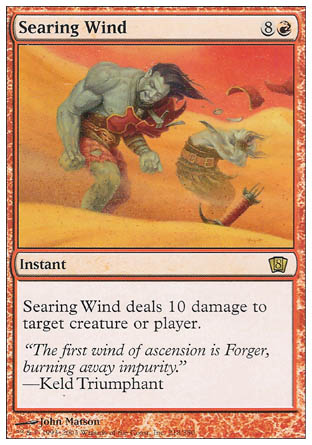 Searing Wind 8
Instant
Searing Wind deals 10 damage to
target creature or player.
"The first wind of ascension is Forger,
burning away impurity."
—Keld Triumphant
John Matson